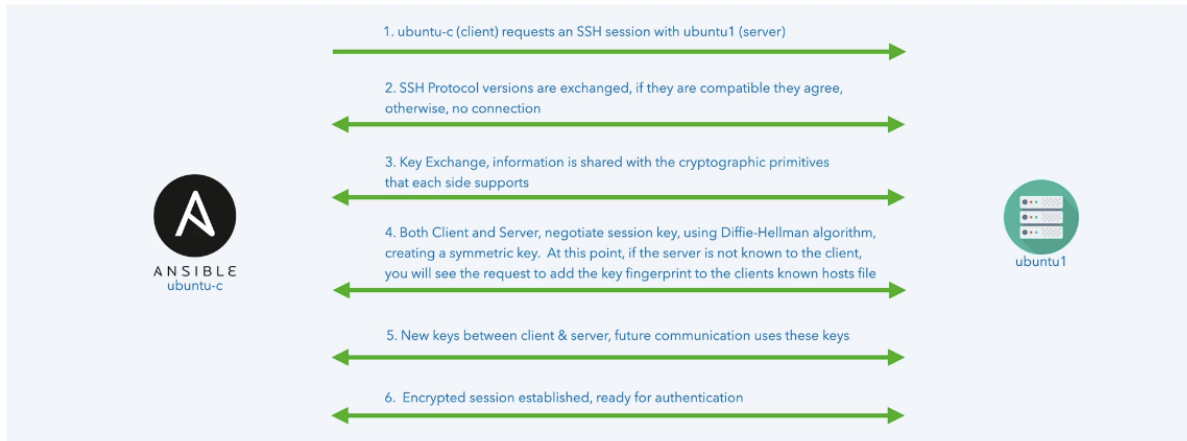 1. ubuntu-c (client) requests an SSH session with ubuntu1 (server)
2. SSH Protocol versions are exchanged, if they are compatible they agree,
otherwise, no connection
3. Key Exchange, information is shared with the cryptographic primitives
that each side supports
4. Both Client and Server, negotiate session key, using Diffie-Hellman algorithm,
creating a symmetric key. At this point, if the server is not known to the client,
you will see the request to add the key fingerprint to the clients known hosts file
ANSIBLE
ubuntu-c
ubuntu1
5. New keys between client & server, future communication uses these keys
6. Encrypted session established, ready for authentication